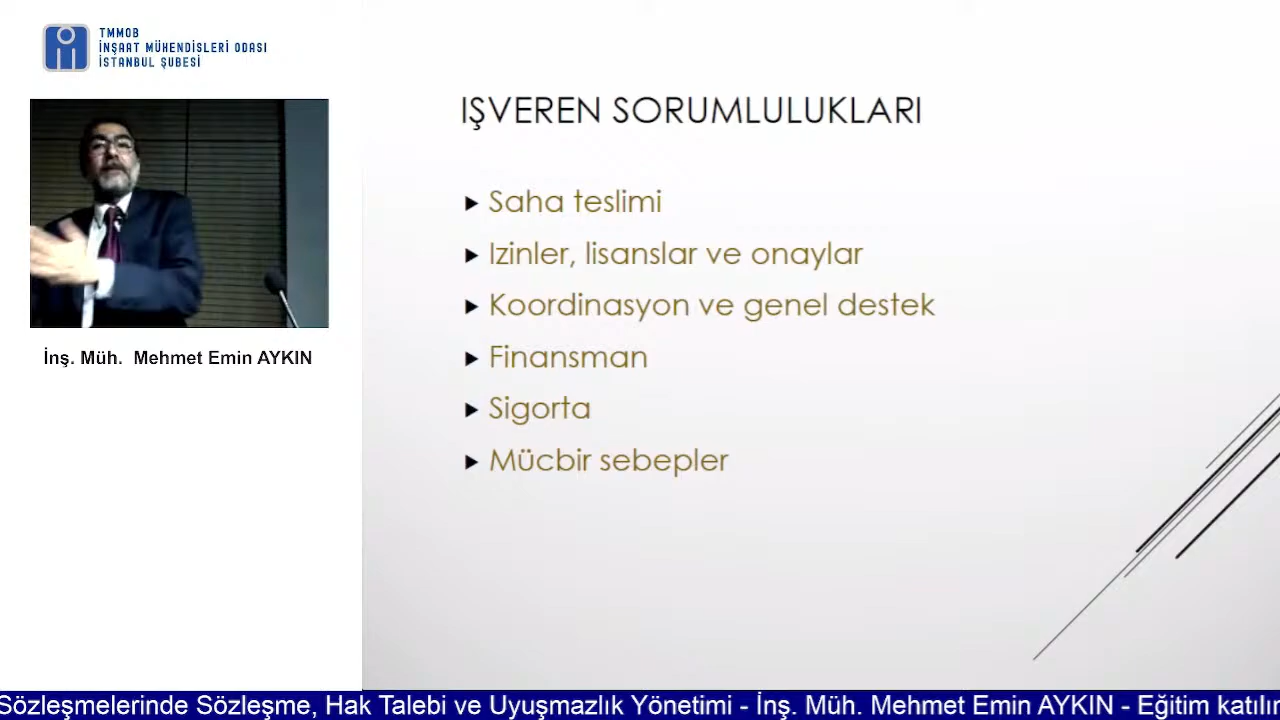 TMMOB
İNŞAAT MÜHENDİSLERİ ODASI
İSTANBUL ŞUBESİ
İnş. Müh. Mehmet Emin AYKIN
IŞVEREN SORUMLULUKLARI
Saha teslimi
Izinler, lisanslar ve onaylar
Koordinasyon ve genel destek
Finansman
Sigorta
Mücbir sebepler
Sözleşmelerinde Sözleşme, Hak Talebi ve Uyuşmazlık Yönetimi - İnş. Müh. Mehmet Emin AYKIN - Eğitim katılır